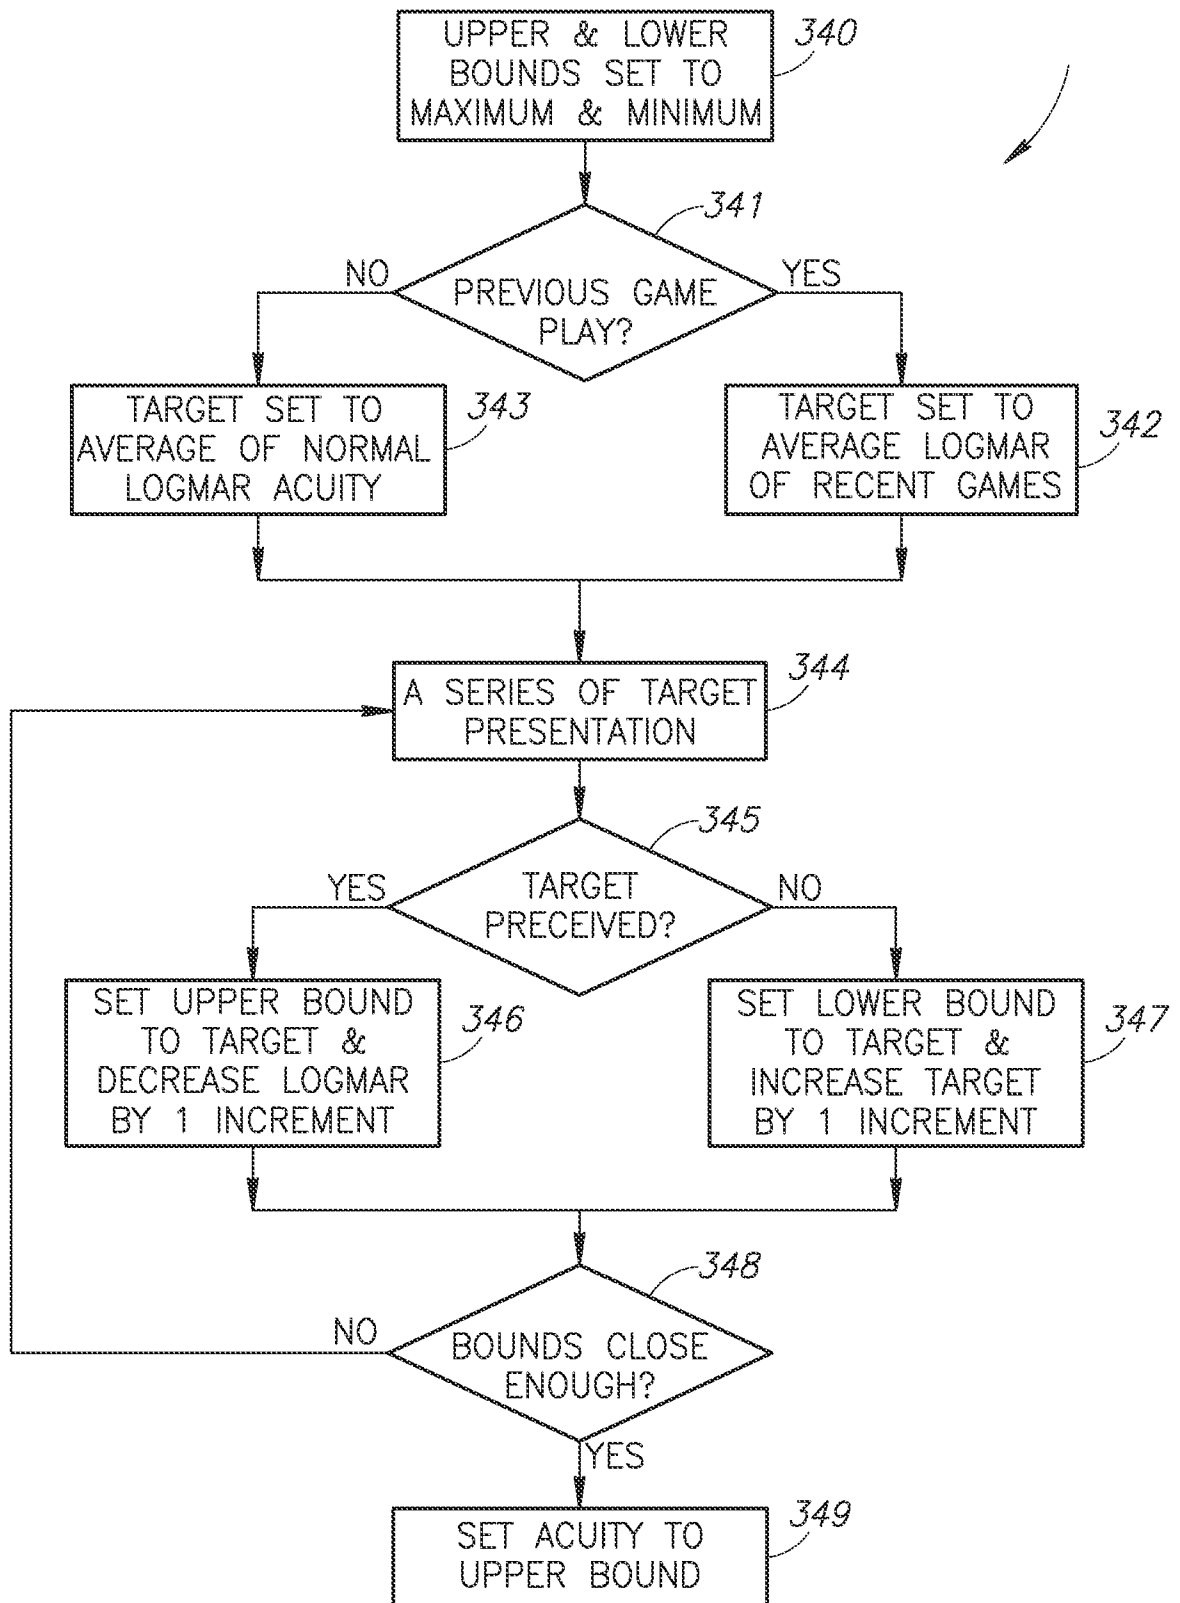 UPPER & LOWER
BOUNDS SET TO
MAXIMUM & MINIMUM
340
341
NO
YES
PREVIOUS GAME
PLAY?
TARGET SET TO
AVERAGE OF NORMAL
LOGMAR ACUITY
343
TARGET SET TO
AVERAGE LOGMAR
OF RECENT GAMES
342
A SERIES OF TARGET
PRESENTATION
344
345
YES
NO
TARGET
PRECEIVED?
SET UPPER BOUND
TO TARGET &
DECREASE LOGMAR
BY 1 INCREMENT
346
SET LOWER BOUND
TO TARGET &
INCREASE TARGET
BY 1 INCREMENT
347
348
NO
BOUNDS CLOSE
ENOUGH?
YES
SET ACUITY TO
UPPER BOUND
349